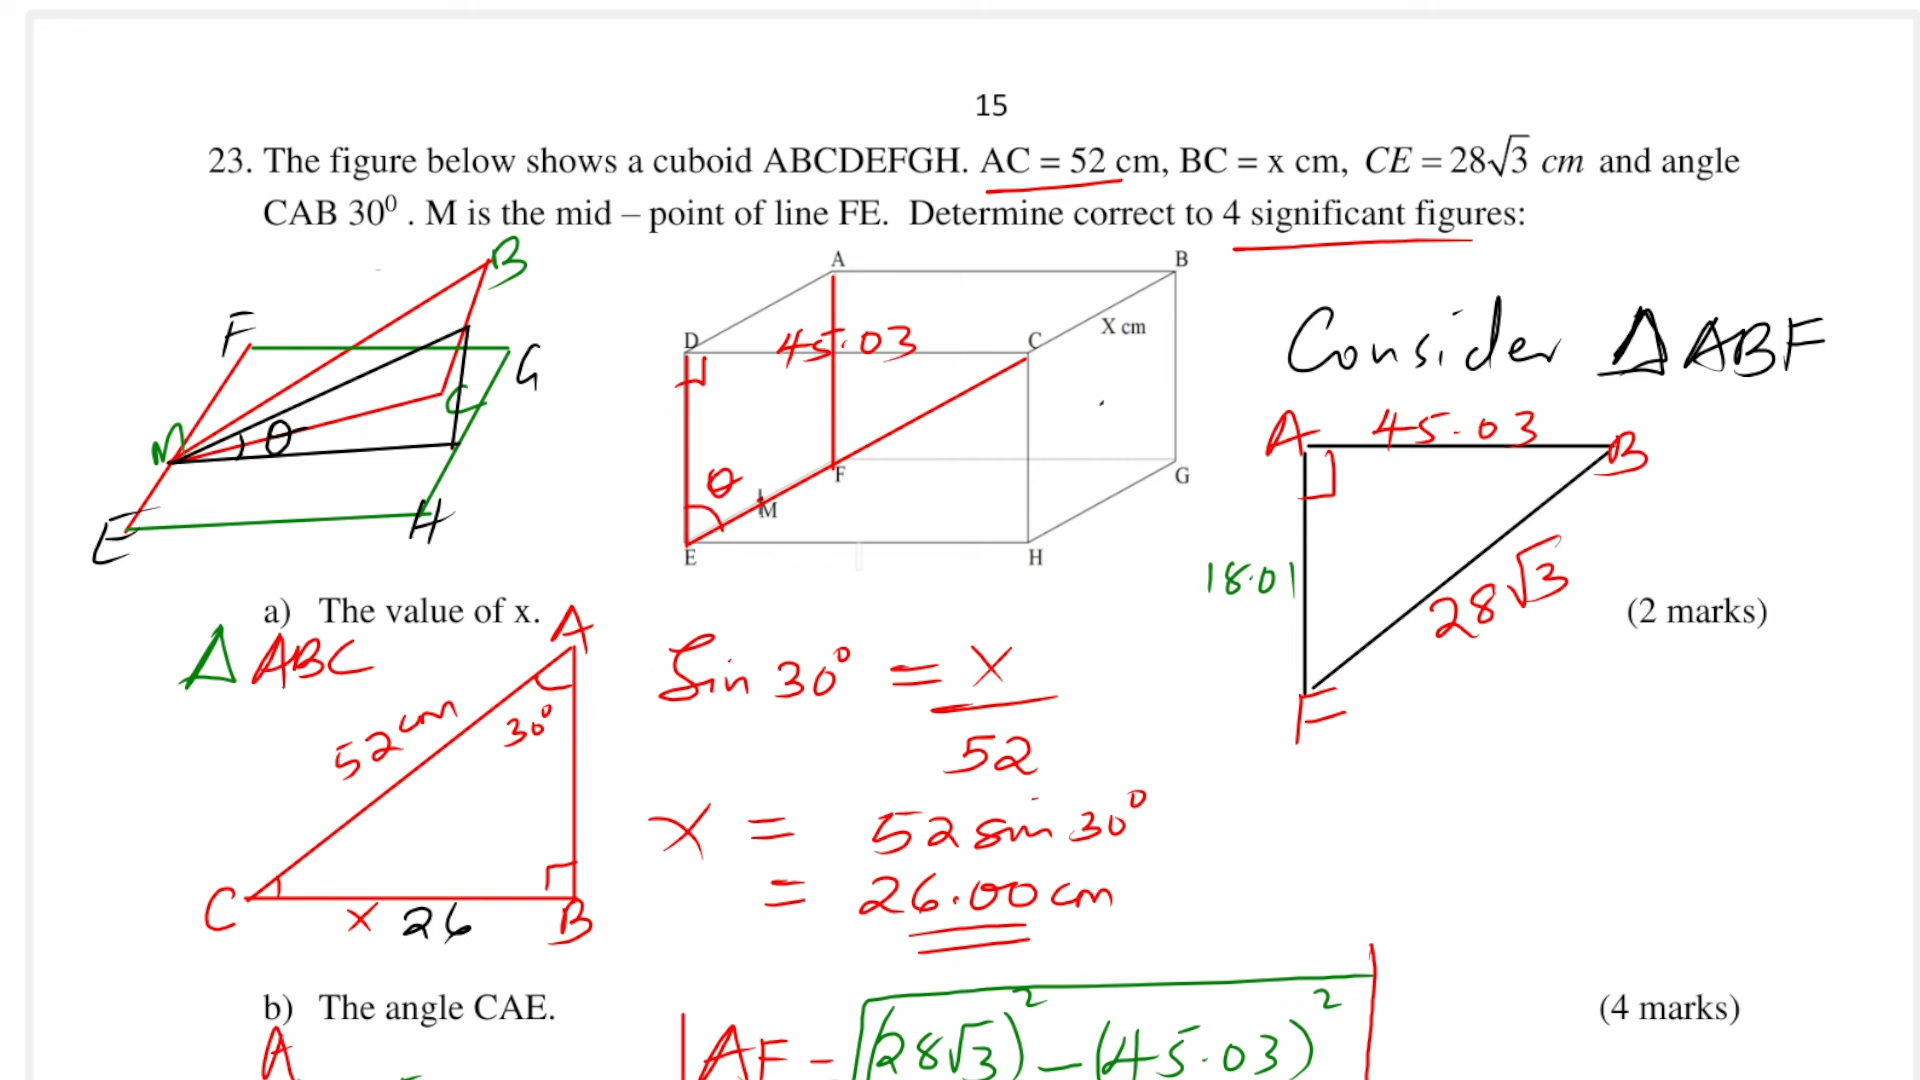 15
23. The figure below shows a cuboid ABCDEFGH. AC = 52 cm, BC = x cm, CE = 28√3 cm and angle
CAB 30⁰ . M is the mid – point of line FE. Determine correct to 4 significant figures:
B
F
G
C
M
θ
E
H
A
B
D
45.03
C
X cm
F
G
θ
M
E
H
Consider Δ ABF
A 45.03 B
18.01
28√3
F
a) The value of x. (2 marks)
Δ ABC
A
52cm
30⁰
C
x 26
B
Sin 30⁰ = x
52
x = 52 sin 30⁰
= 26.00 cm
b) The angle CAE. (4 marks)
A
AF = √(28√3)² – (45.03)²